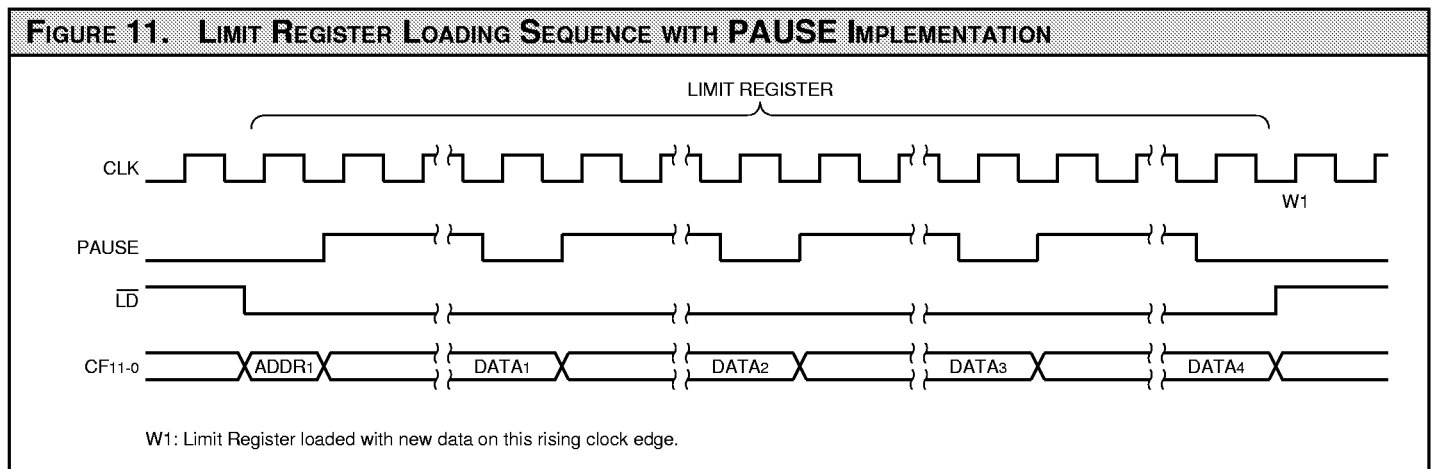 FIGURE 11. LIMIT REGISTER LOADING SEQUENCE WITH PAUSE IMPLEMENTATION
LIMIT REGISTER
CLK
W1
PAUSE
LD
CF11-0
ADDR1
DATA1
DATA2
DATA3
DATA4
W1: Limit Register loaded with new data on this rising clock edge.